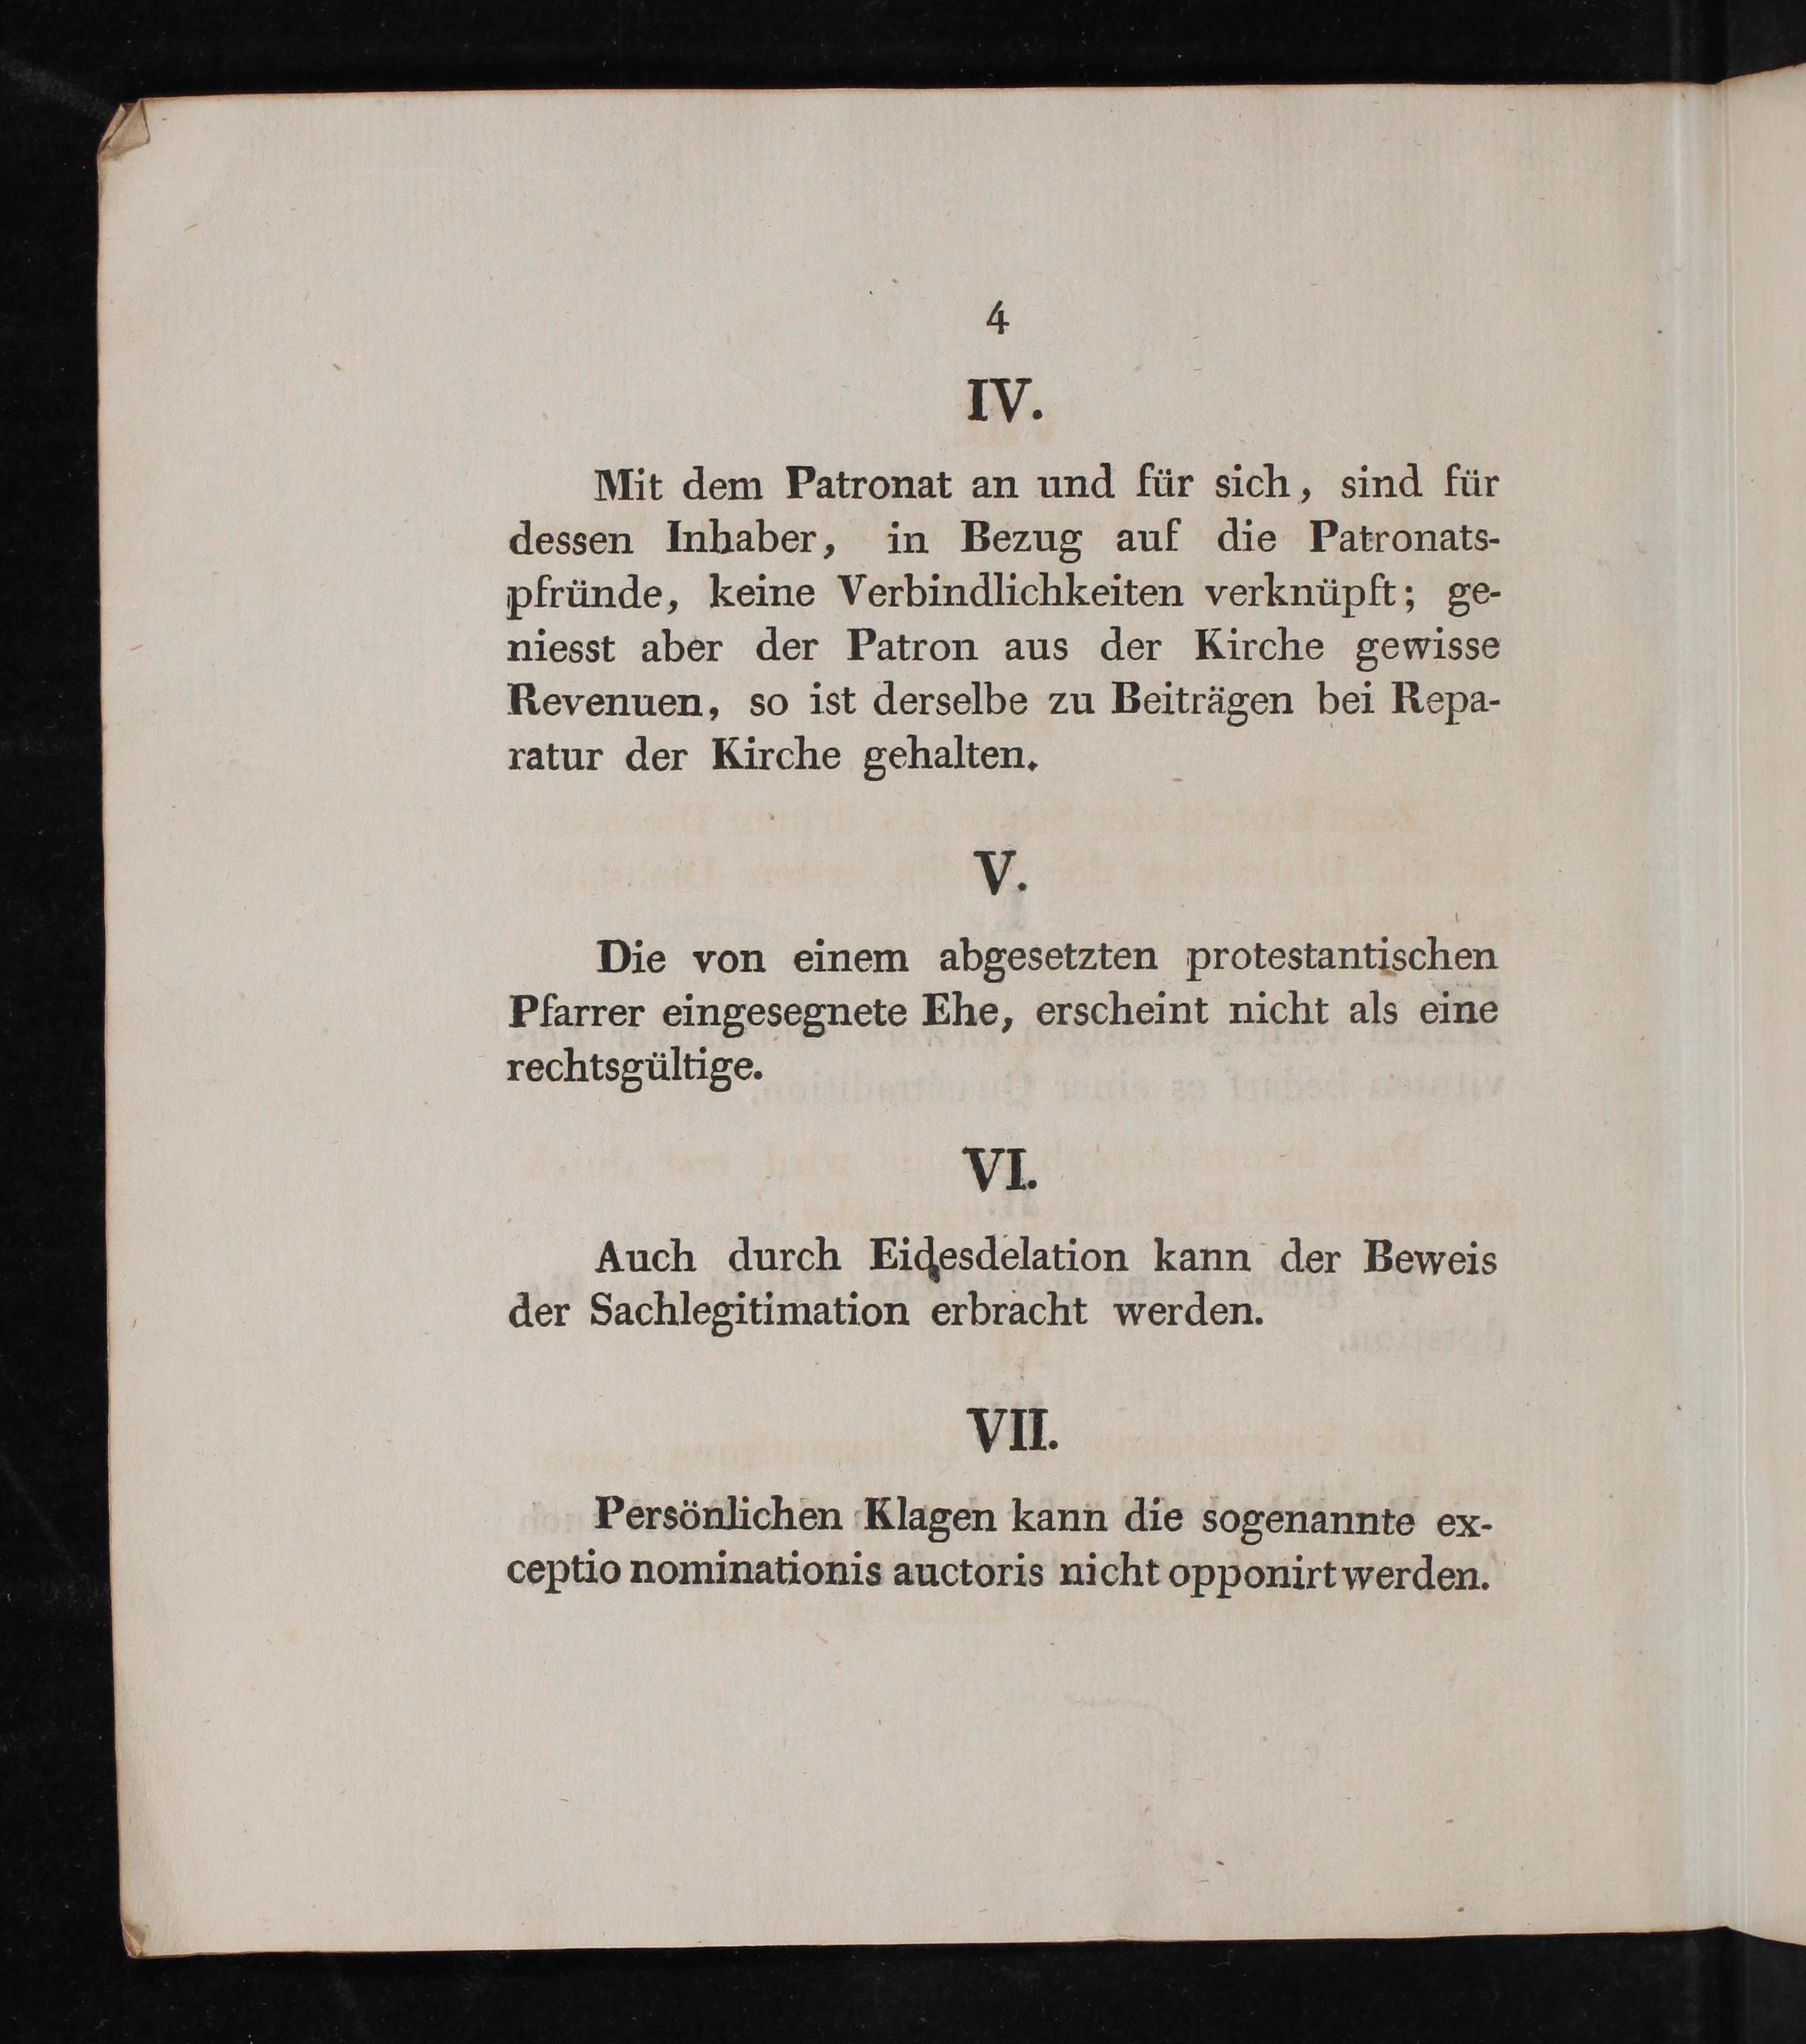 4
IV.
Mit dem Patronat an und für sich, sind für
dessen Inhaber, in Bezug auf die Patronats-
pfründe, keine Verbindlichkeiten verknüpft; ge-
niesst aber der Patron aus der Kirche gewisse
Revenuen, so ist derselbe zu Beiträgen bei Repa-
ratur der Kirche gehalten.
V.
Die von einem abgesetzten protestantischen
Pfarrer eingesegnete Ehe, erscheint nicht als eine
rechtsgültige.
VI.
Auch durch Eidesdelation kann der Beweis
der Sachlegitimation erbracht werden.
VII.
Persönlichen Klagen kann die sogenannte ex-
ceptio nominationis auctoris nicht opponirt werden.